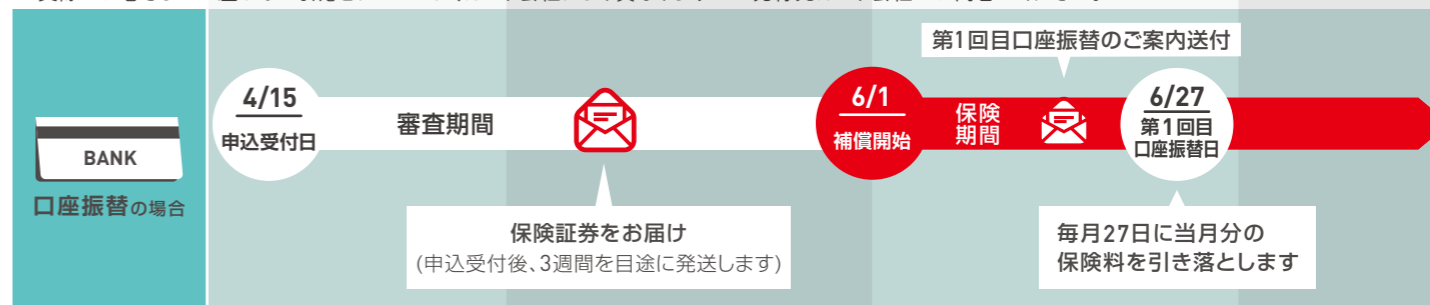 第1回目口座振替のご案内送付
4/15
申込受付日
審査期間
6/1
補償開始
保険
期間
6/27
第1回目
口座振替日
BANK
口座振替の場合
保険証券をお届け
(申込受付後、3週間を目途に発送します)
毎月27日に当月分の
保険料を引き落とします